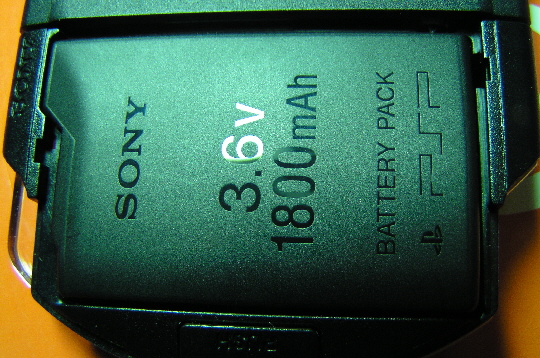 SONY
3.6v
1800mAh
BATTERY PACK
PSP